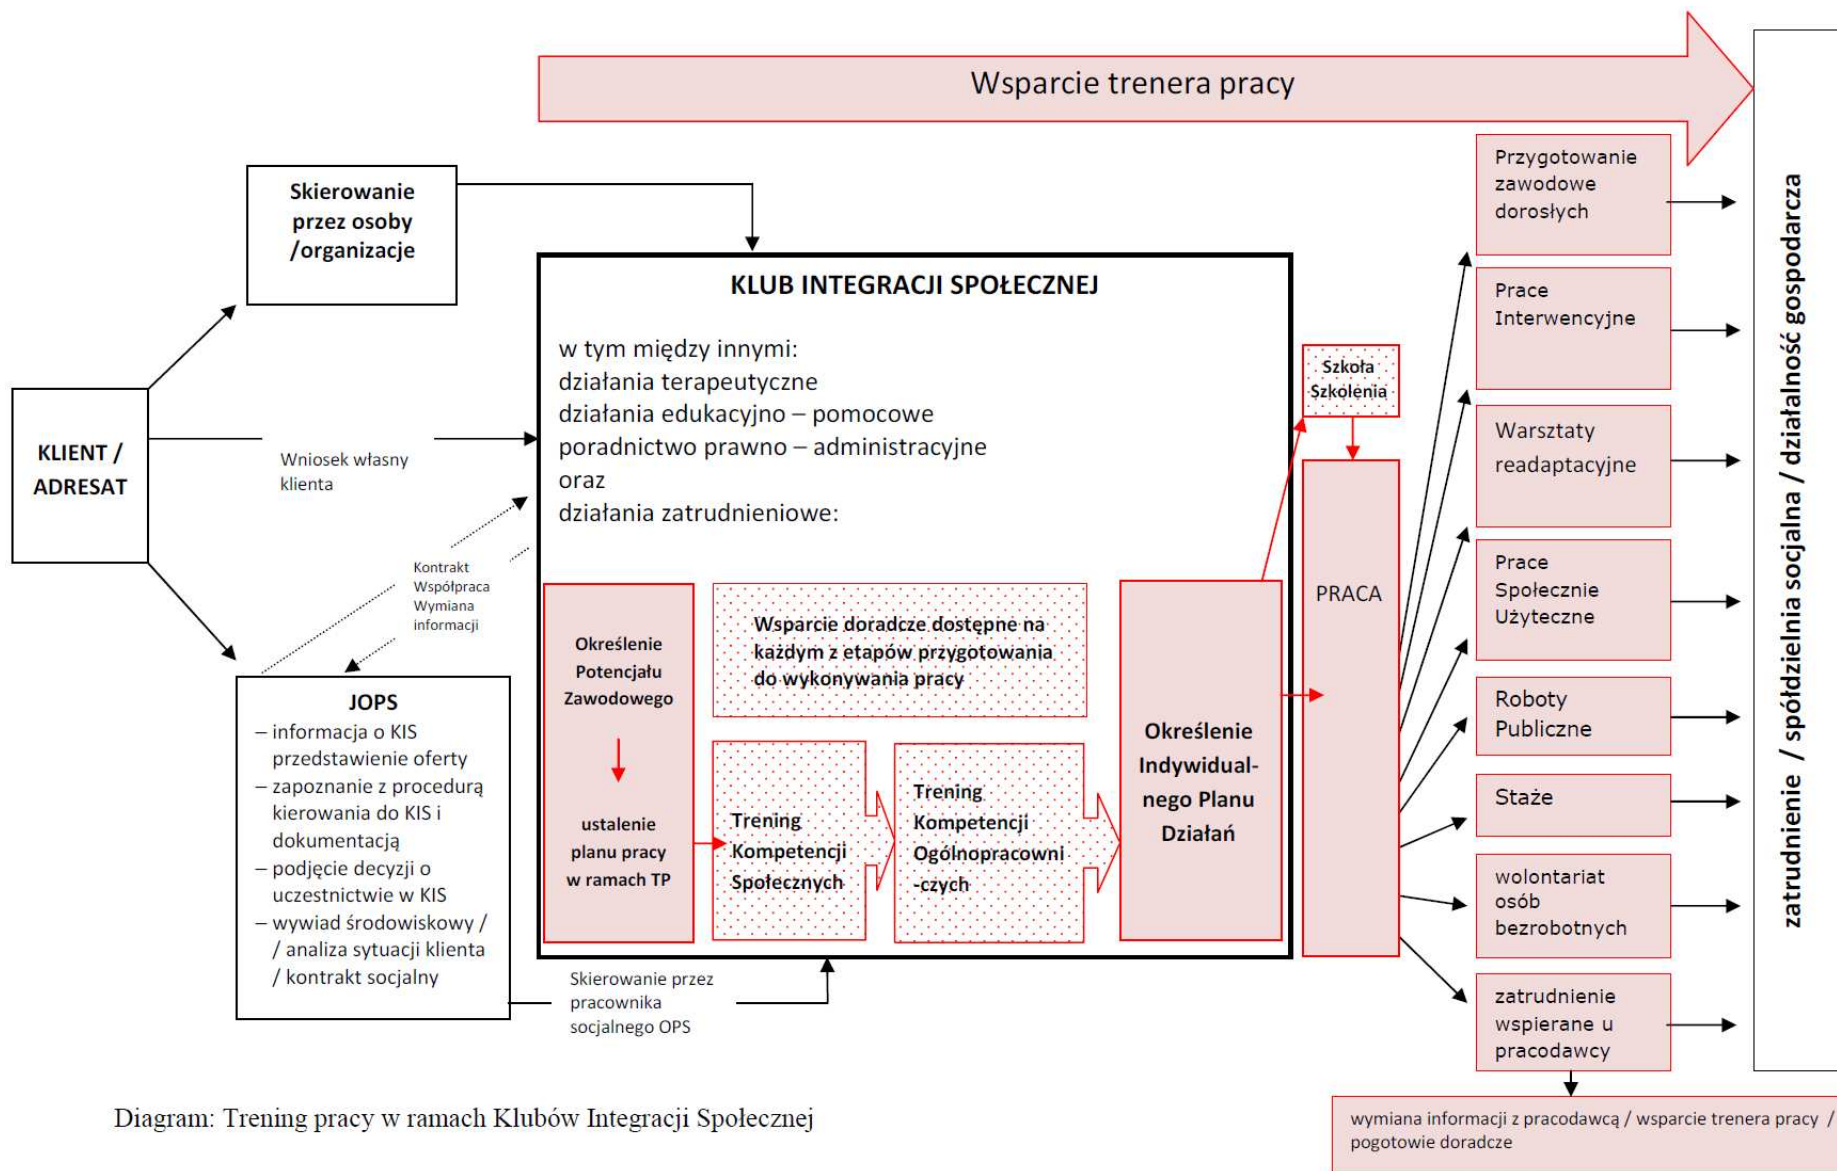 Wsparcie trenera pracy
Skierowanie
przez osoby
/organizacje
KLIENT /
ADRESAT
Wniosek własny
klienta
Kontrakt
Współpraca
Wymiana
informacji
JOPS
– informacja o KIS
przedstawienie oferty
– zapoznanie z procedurą
kierowania do KIS i
dokumentacją
– podjęcie decyzji o
uczestnictwie w KIS
– wywiad środowiskowy /
/ analiza sytuacji klienta
/ kontrakt socjalny
Skierowanie przez
pracownika
socjalnego OPS
KLUB INTEGRACJI SPOŁECZNEJ
w tym między innymi:
działania terapeutyczne
działania edukacyjno – pomocowe
poradnictwo prawno – administracyjne
oraz
działania zatrudnieniowe:
Określenie
Potencjału
Zawodowego
ustalenie
planu pracy
w ramach TP
Wsparcie doradcze dostępne na
każdym z etapów przygotowania
do wykonywania pracy
Trening
Kompetencji
Społecznych
Trening
Kompetencji
Ogólnopracowni
-czych
Określenie
Indywidual-
nego Planu
Działań
Szkoła
Szkolenia
PRACA
Przygotowanie
zawodowe
dorosłych
Prace
Interwencyjne
Warsztaty
readaptacyjne
Prace
Społecznie
Użyteczne
Roboty
Publiczne
Staże
wolontariat
osób
bezrobotnych
zatrudnienie
wspierane u
pracodawcy
zatrudnienie / spółdzielnia socjalna / działalność gospodarcza
wymiana informacji z pracodawcą / wsparcie trenera pracy /
pogotowie doradcze
Diagram: Trening pracy w ramach Klubów Integracji Społecznej